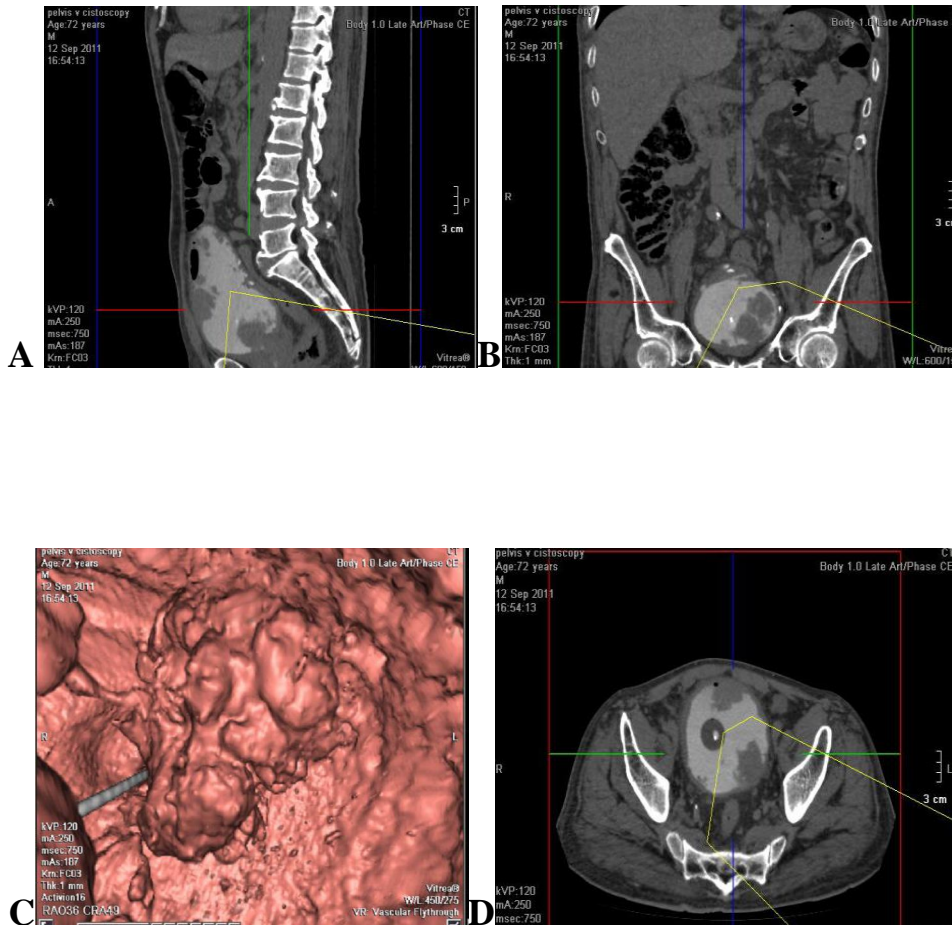 pelvis v cistoscopy
Age:72 years
M
12 Sep 2011
16:54:13
CT
Body 1.0 Late Art/Phase CE
A
P
3 cm
kVP:120
mA:250
msec:750
mAs:187
Krn:FC03
Vitrea®
A
pelvis v cistoscopy
Age:72 years
M
12 Sep 2011
16:54:13
Body 1.0 Late Art/Phase
R
3 cm
kVP:120
mA:250
msec:750
mAs:187
Krn:FC03
Thk:1 mm
B
pelvis v cistoscopy
Age:72 years
M
12 Sep 2011
16:54:13
CT
Body 1.0 Late Art/Phase CE
R
L
kVP:120
mA:250
msec:750
mAs:187
Krn:FC03
Thk:1 mm
Activion16
RAO36 CRA49
Vitrea®
W/L:450/275
VR: Vascular Flythrough
C
pelvis v cistoscopy
Age:72 years
M
12 Sep 2011
16:54:13
CT
Body 1.0 Late Art/Phase CE
R
L
3 cm
kVP:120
mA:250
msec:750
D